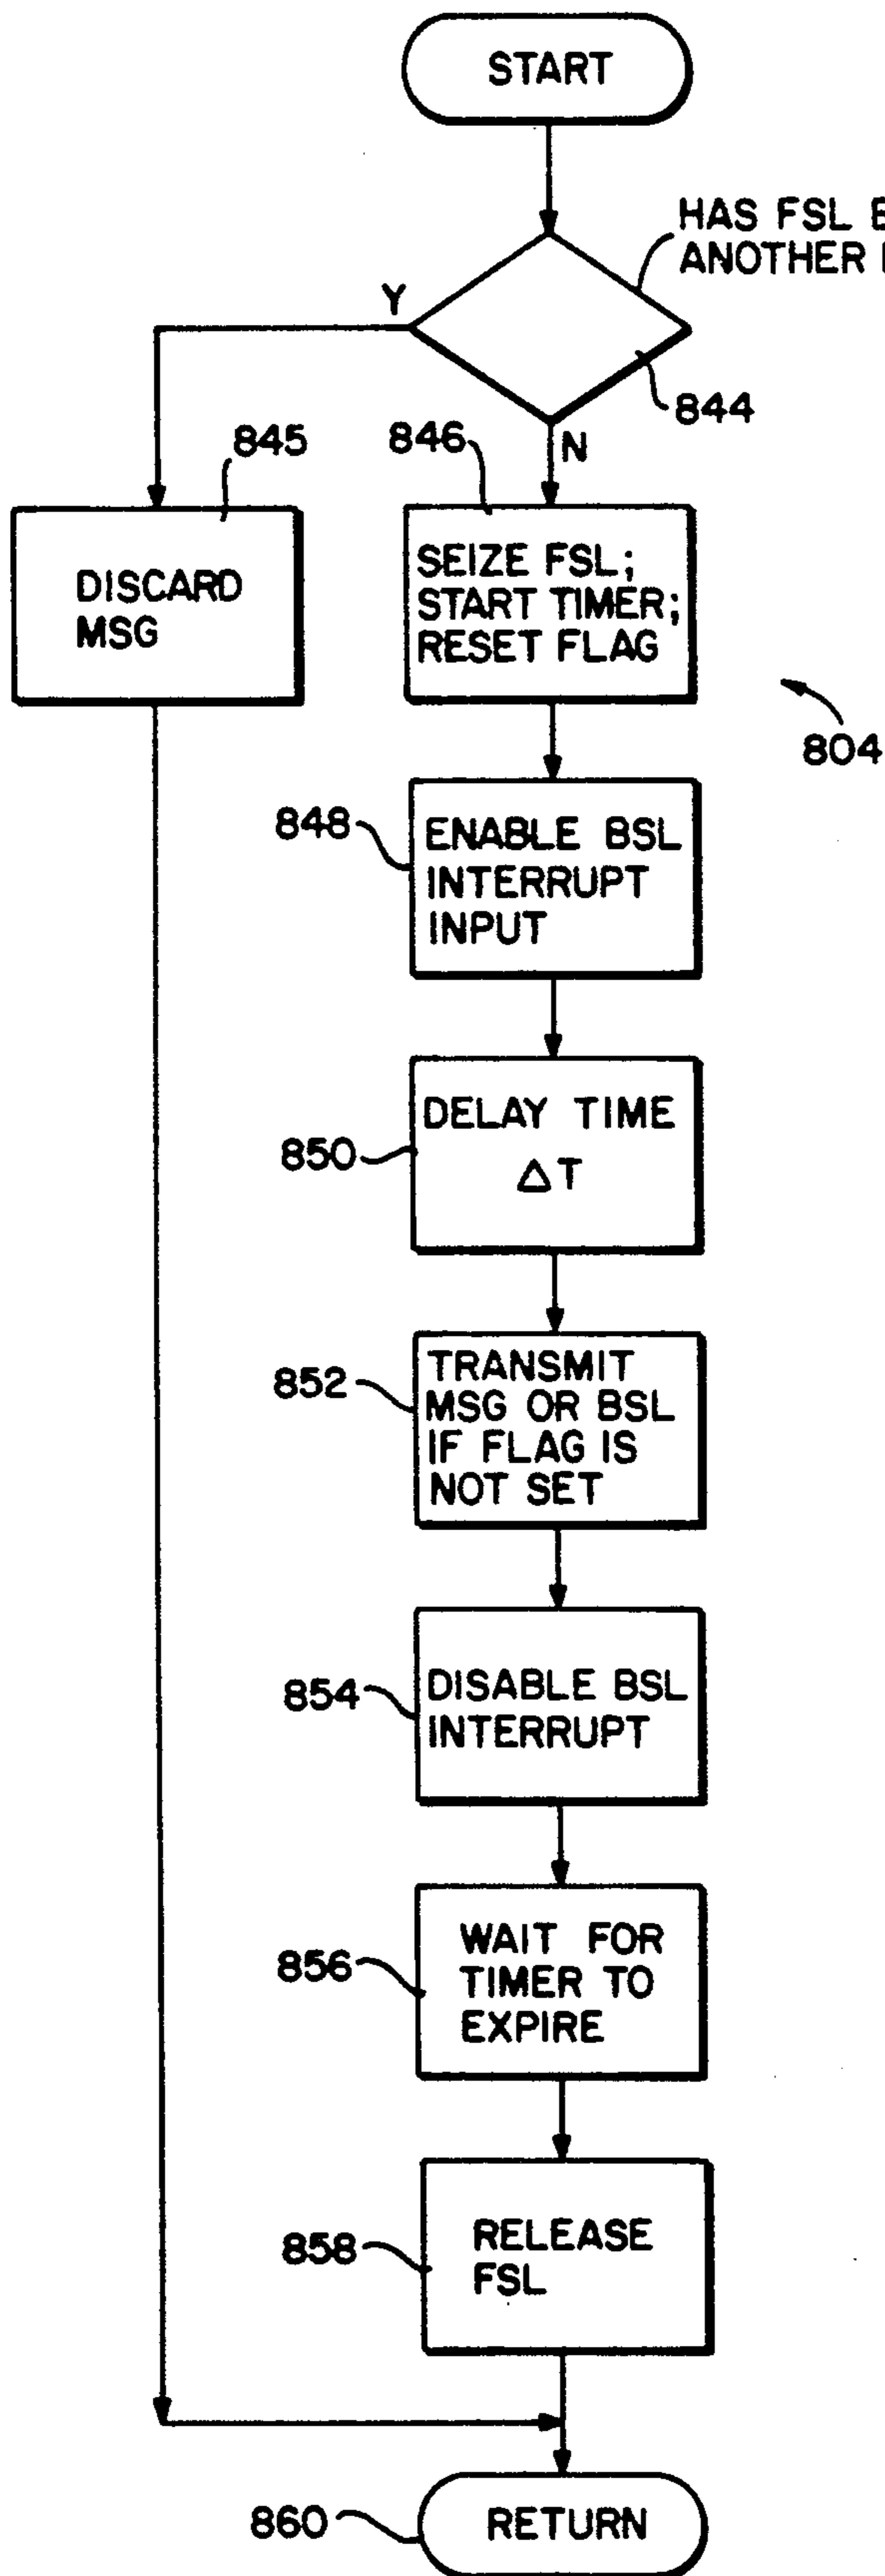 START
HAS FSL
ANOTHER
Y
844
845
846
N
DISCARD
MSG
SEIZE FSL;
START TIMER;
RESET FLAG
804
848
ENABLE BSL
INTERRUPT
INPUT
850
DELAY TIME
△T
852
TRANSMIT
MSG OR BSL
IF FLAG IS
NOT SET
854
DISABLE BSL
INTERRUPT
856
WAIT FOR
TIMER TO
EXPIRE
858
RELEASE
FSL
860
RETURN